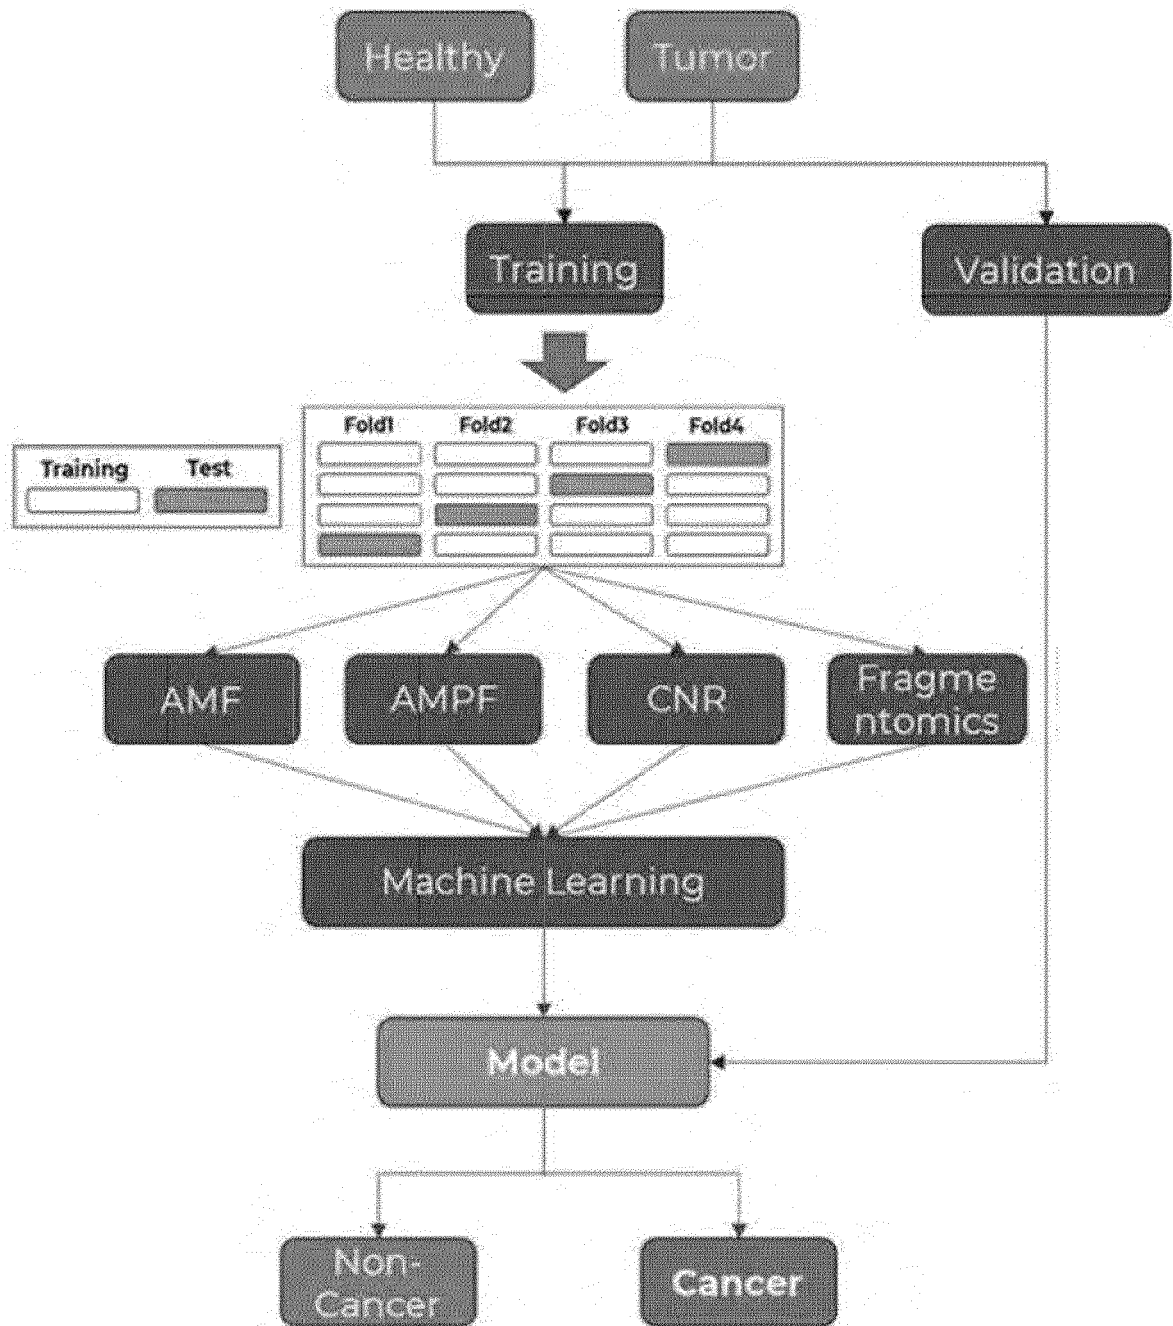 Healthy
Tumor
Training
Validation
Fold1 Fold2 Fold3 Fold4
Training Test
AMF
AMPF
CNR
Fragme
ntomics
Machine Learning
Model
Non-
Cancer
Cancer